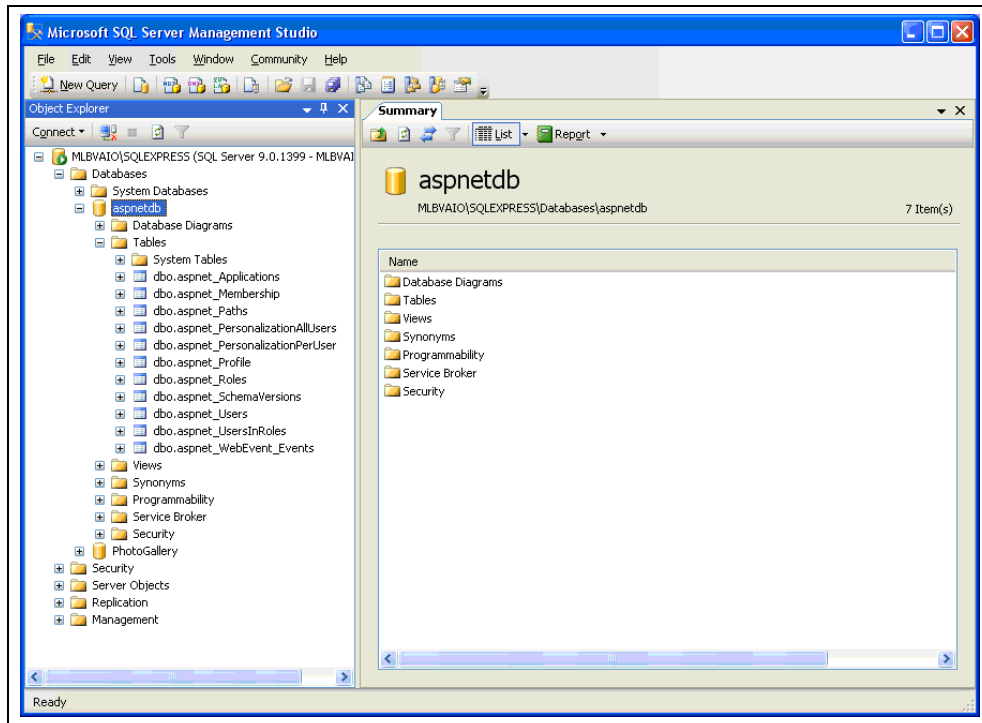 Microsoft SQL Server Management Studio
File Edit View Tools Window Community Help
New Query
Object Explorer
Connect
MLBVAIO\SQLEXPRESS (SQL Server 9.0.1399 - MLBVAI
Databases
System Databases
aspnetdb
Database Diagrams
Tables
System Tables
dbo.aspnet_Applications
dbo.aspnet_Membership
dbo.aspnet_Paths
dbo.aspnet_PersonalizationAllUsers
dbo.aspnet_PersonalizationPerUser
dbo.aspnet_Profile
dbo.aspnet_Roles
dbo.aspnet_SchemaVersions
dbo.aspnet_Users
dbo.aspnet_UsersInRoles
dbo.aspnet_WebEvent_Events
Views
Synonyms
Programmability
Service Broker
Security
PhotoGallery
Security
Server Objects
Replication
Management
Summary
List Report
aspnetdb
MLBVAIO\SQLEXPRESS\Databases\aspnetdb 7 Item(s)
Name
Database Diagrams
Tables
Views
Synonyms
Programmability
Service Broker
Security
Ready